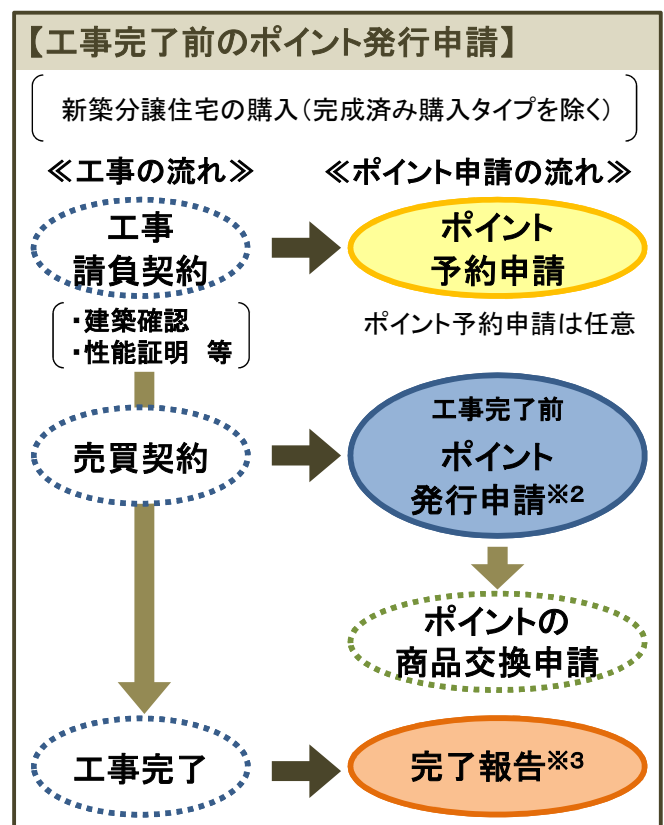 【工事完了前のポイント発行申請】
新築分譲住宅の購入(完成済み購入タイプを除く)
≪工事の流れ≫
≪ポイント申請の流れ≫
工事
請負契約
ポイント
予約申請
・建築確認
・性能証明 等
ポイント予約申請は任意
売買契約
工事完了前
ポイント
発行申請※2
ポイントの
商品交換申請
工事完了
完了報告※3